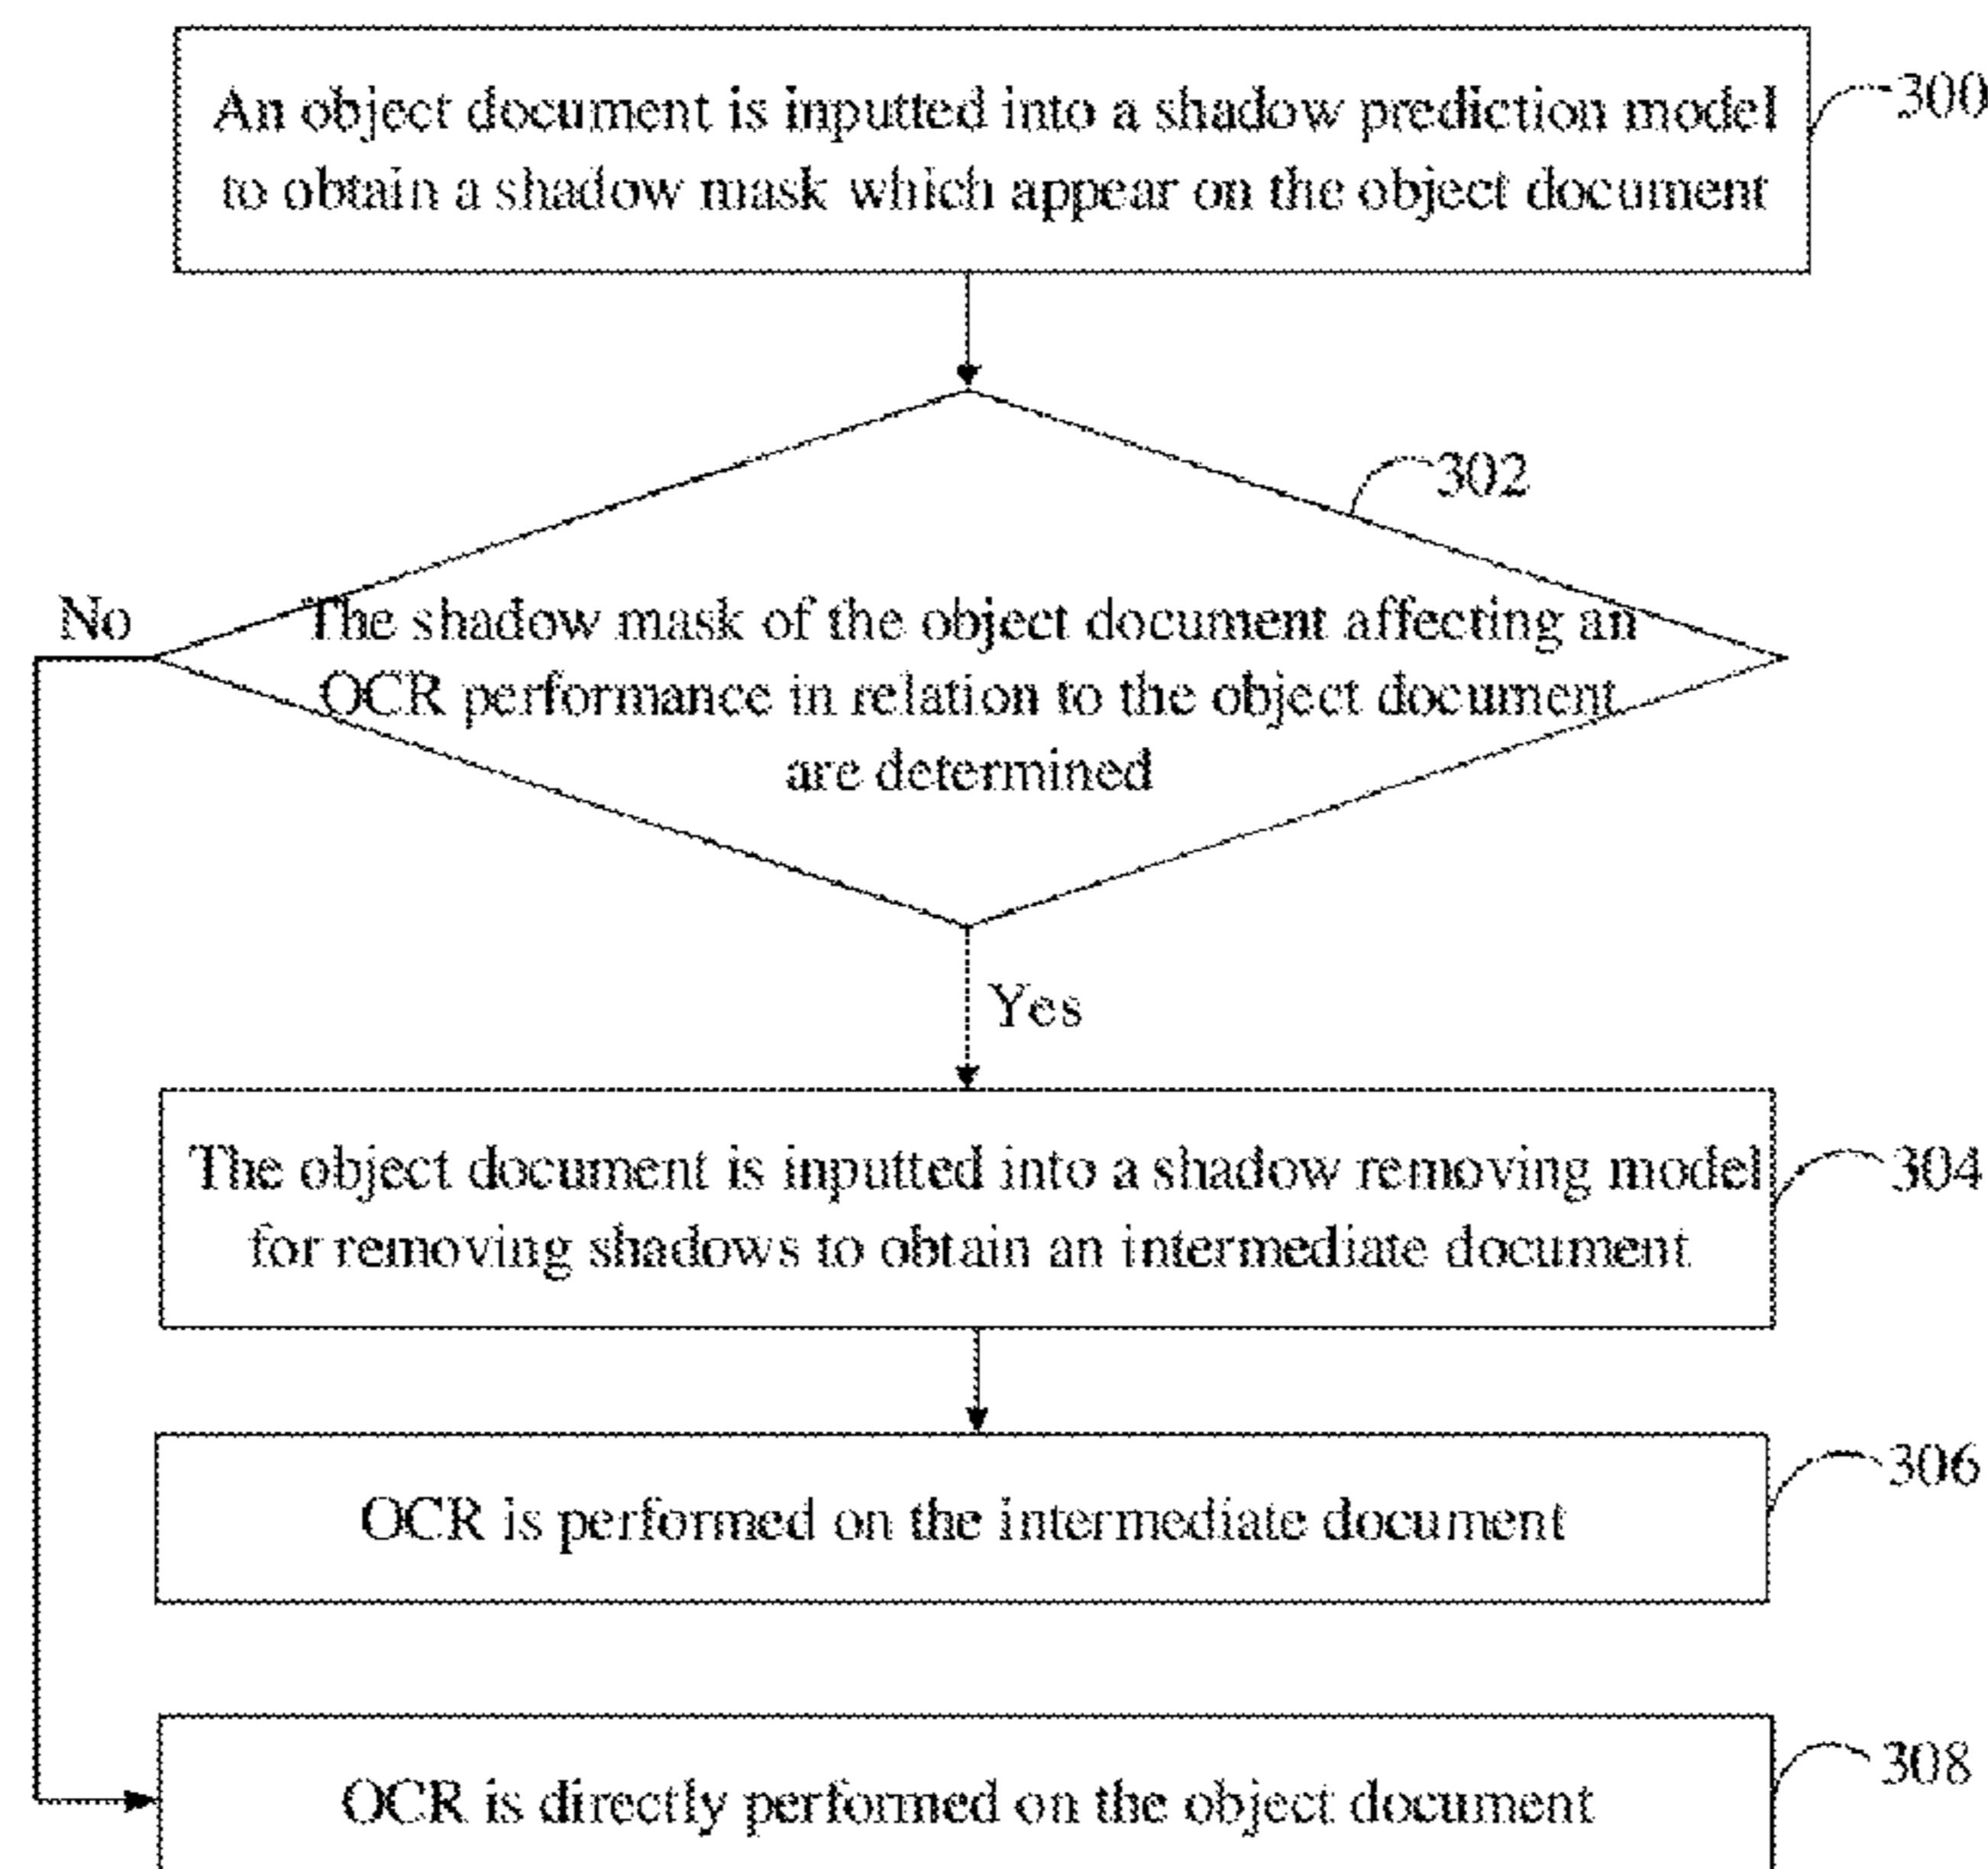 An object document is inputted into a shadow prediction model
to obtain a shadow mask which appear on the object document
300
302
No
The shadow mask of the object document affecting an
OCR performance in relation to the object document
are determined
Yes
The object document is inputted into a shadow removing model
for removing shadows to obtain an intermediate document
304
OCR is performed on the intermediate document
306
OCR is directly performed on the object document
308